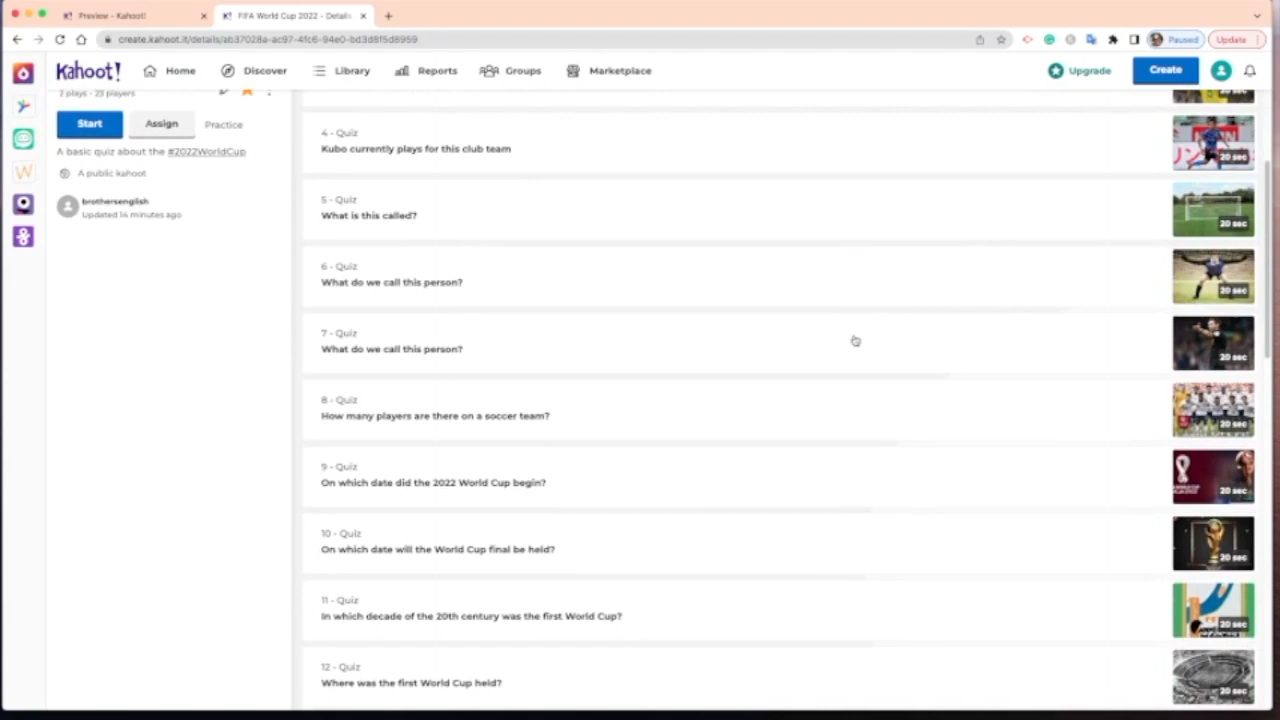 Preview - Kahoot!
FIFA World Cup 2022 - Details
create.kahoot.it/details/ab37028a-ac97-41c6-94e0-bd3d8f5d8959
Paused
Update
Kahoot!
Home
Discover
Library
Reports
Groups
Marketplace
Upgrade
Create
2 plays · 23 players
Start
Assign
Practice
A basic quiz about the #2022WorldCup
A public kahoot
brothersenglish
Updated 14 minutes ago
20 sec
4 - Quiz
Kubo currently plays for this club team
20 sec
5 - Quiz
What is this called?
20 sec
6 - Quiz
What do we call this person?
20 sec
7 - Quiz
What do we call this person?
20 sec
8 - Quiz
How many players are there on a soccer team?
20 sec
9 - Quiz
On which date did the 2022 World Cup begin?
20 sec
10 - Quiz
On which date will the World Cup final be held?
20 sec
11 - Quiz
In which decade of the 20th century was the first World Cup?
20 sec
12 - Quiz
Where was the first World Cup held?
20 sec